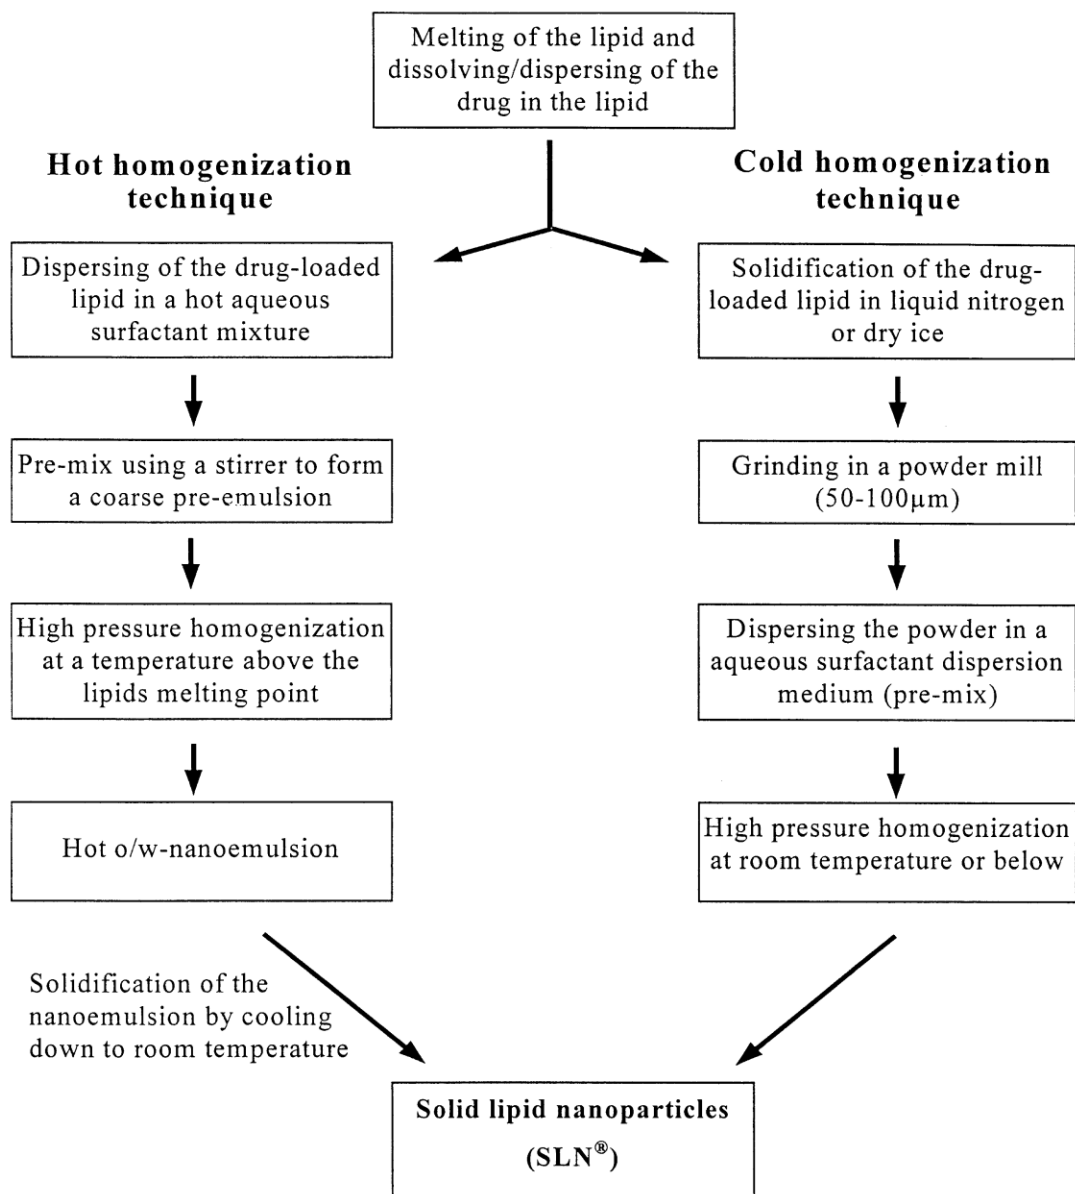 Melting of the lipid and
dissolving/dispersing of the
drug in the lipid
Hot homogenization
technique
Cold homogenization
technique
Dispersing of the drug-loaded
lipid in a hot aqueous
surfactant mixture
Solidification of the drug-
loaded lipid in liquid nitrogen
or dry ice
Pre-mix using a stirrer to form
a coarse pre-emulsion
Grinding in a powder mill
(50-100µm)
High pressure homogenization
at a temperature above the
lipids melting point
Dispersing the powder in a
aqueous surfactant dispersion
medium (pre-mix)
Hot o/w-nanoemulsion
High pressure homogenization
at room temperature or below
Solidification of the
nanoemulsion by cooling
down to room temperature
Solid lipid nanoparticles
(SLN®)